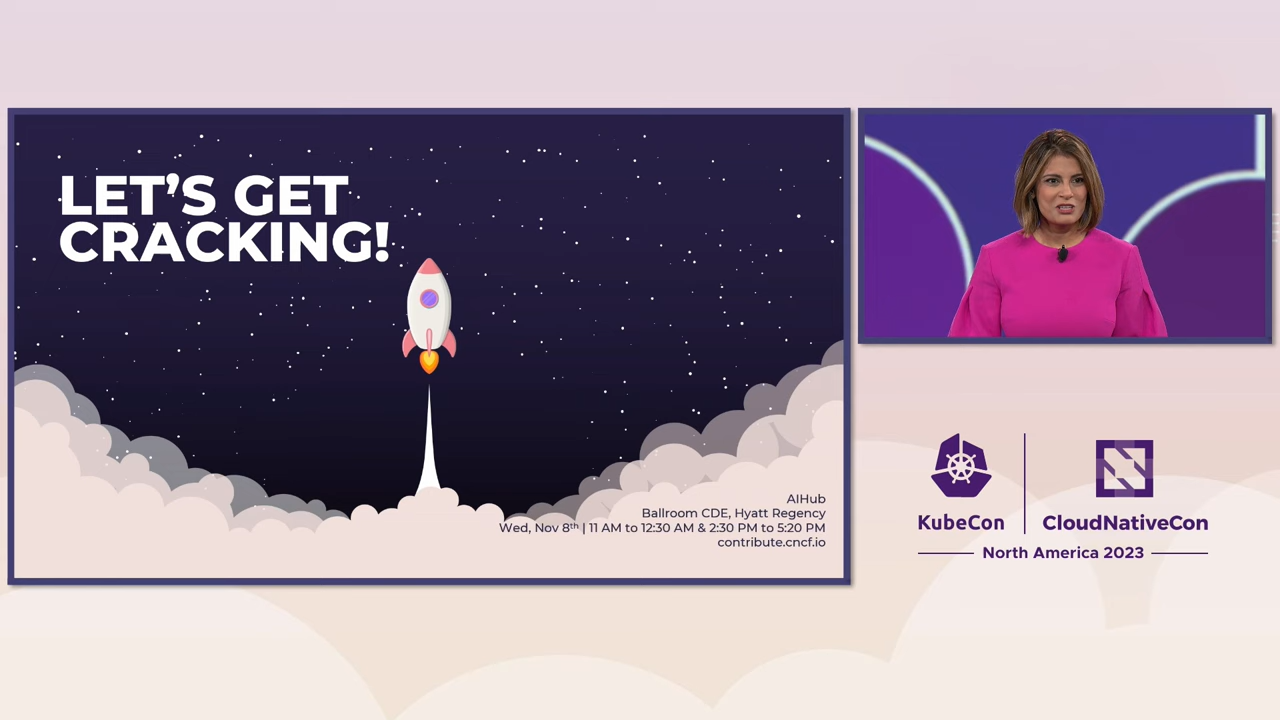 LET'S GET
CRACKING!
AIHub
Ballroom CDE, Hyatt Regency
Wed, Nov 8th | 11 AM to 12:30 AM & 2:30 PM to 5:20 PM
contribute.cncf.io
KubeCon
CloudNativeCon
North America 2023